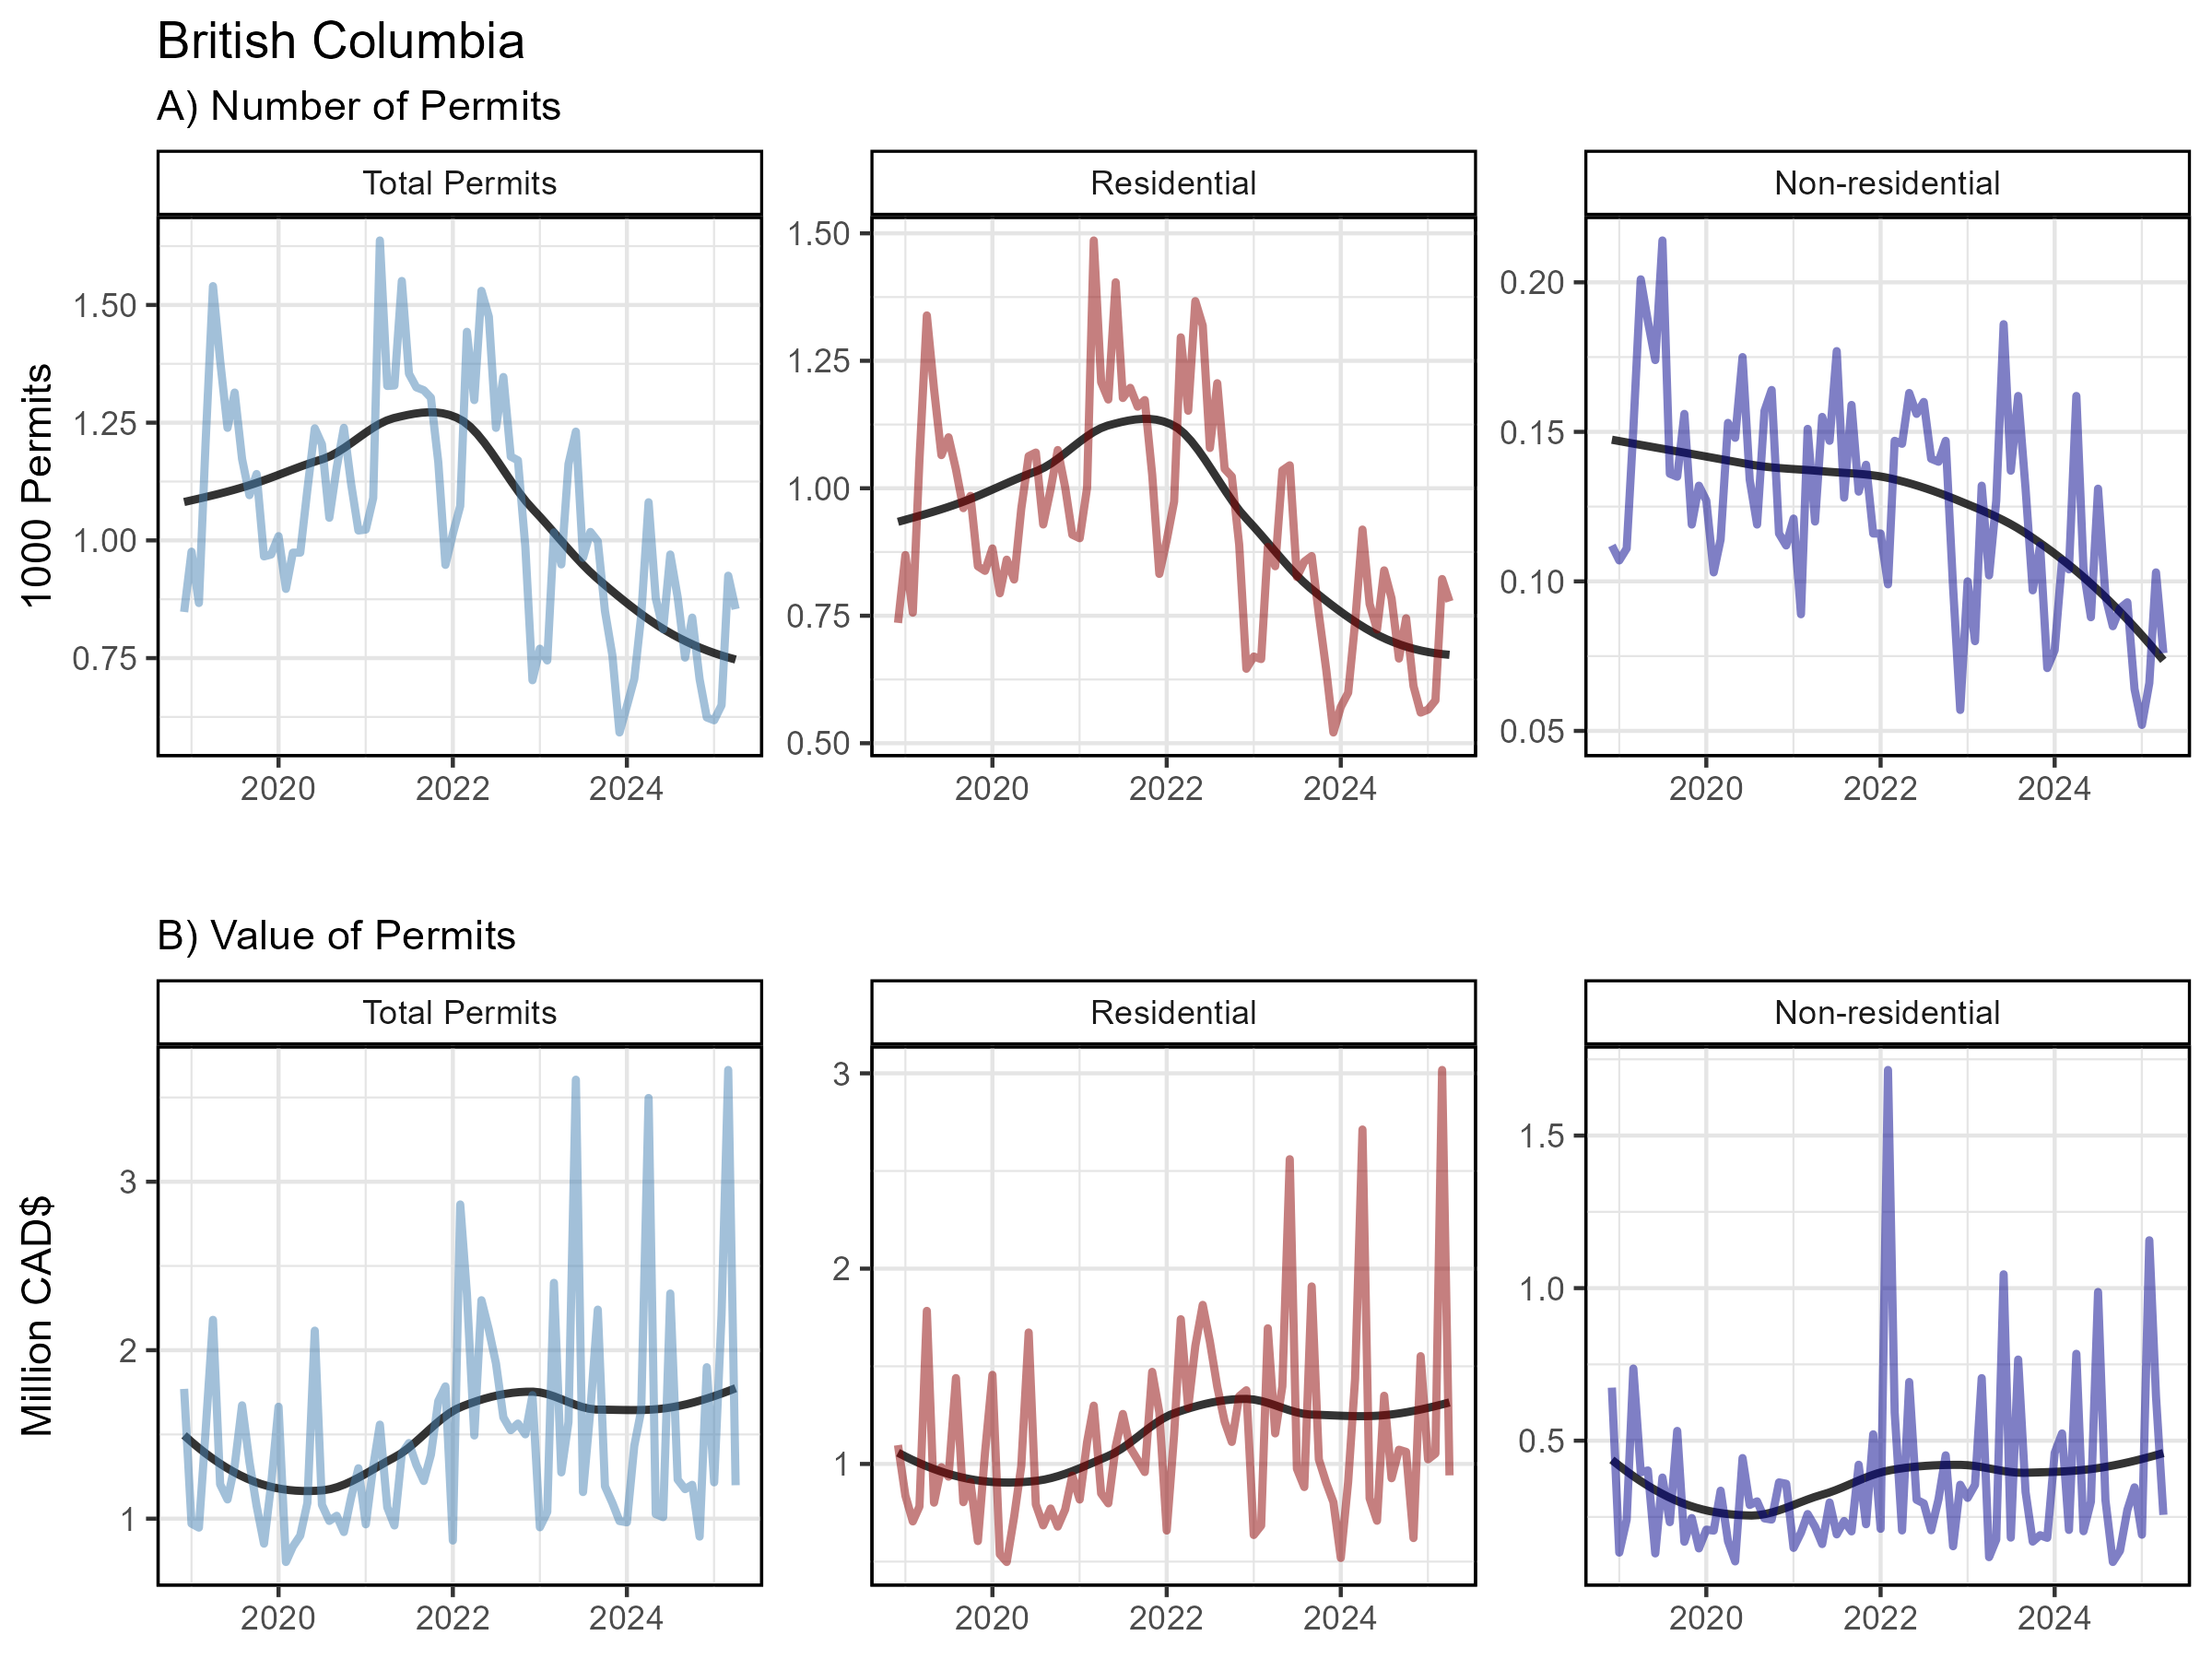 British Columbia
A) Number of Permits
Total Permits
Residential
Non-residential
1000 Permits
1.50
1.25
1.00
0.75
1.50
1.25
1.00
0.75
0.50
0.20
0.15
0.10
0.05
2020 2022 2024
2020 2022 2024
2020 2022 2024
B) Value of Permits
Total Permits
Residential
Non-residential
Million CAD$
3
2
1
3
2
1
1.5
1.0
0.5
2020 2022 2024
2020 2022 2024
2020 2022 2024